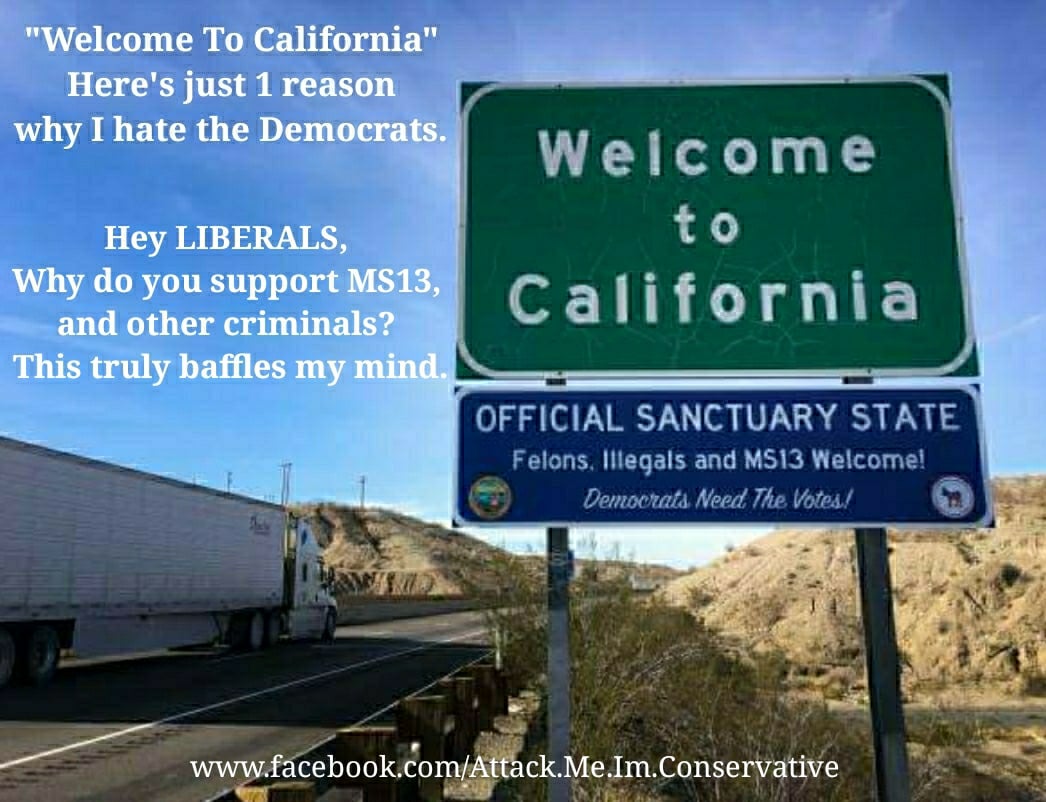 "Welcome To California"
Here's just 1 reason
why I hate the Democrats.
Hey LIBERALS,
Why do you support MS13,
and other criminals?
This truly baffles my mind.
Welcome
to
California
OFFICIAL SANCTUARY STATE
Felons, Illegals and MS13 Welcome!
Democrats Need The Votes!
www.facebook.com/Attack.Me.Im.Conservative